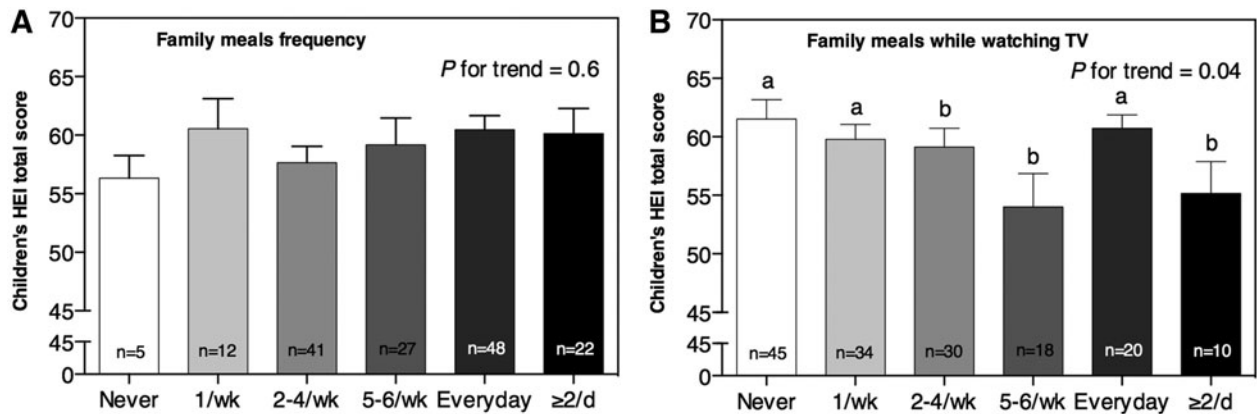 A
Family meals frequency
P for trend = 0.6
Children's HEI total score
70
65
60
55
50
45
45
0
n=5 n=12 n=41 n=27 n=48 n=22
Never 1/wk 2-4/wk 5-6/wk Everyday ≥2/d
B
Family meals while watching TV
P for trend = 0.04
Children's HEI total score
70
65
60
55
50
45
45
0
a a b b a b
n=45 n=34 n=30 n=18 n=20 n=10
Never 1/wk 2-4/wk 5-6/wk Everyday ≥2/d